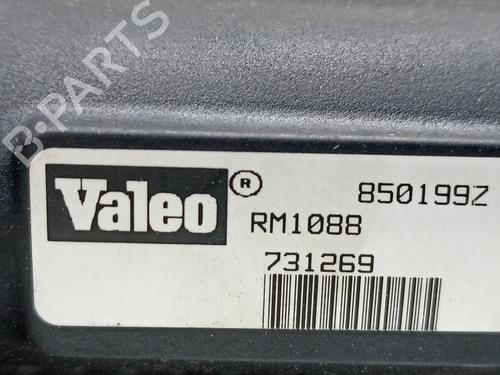 B-PARTS
Valeo ®
850199Z
RM1088
731269